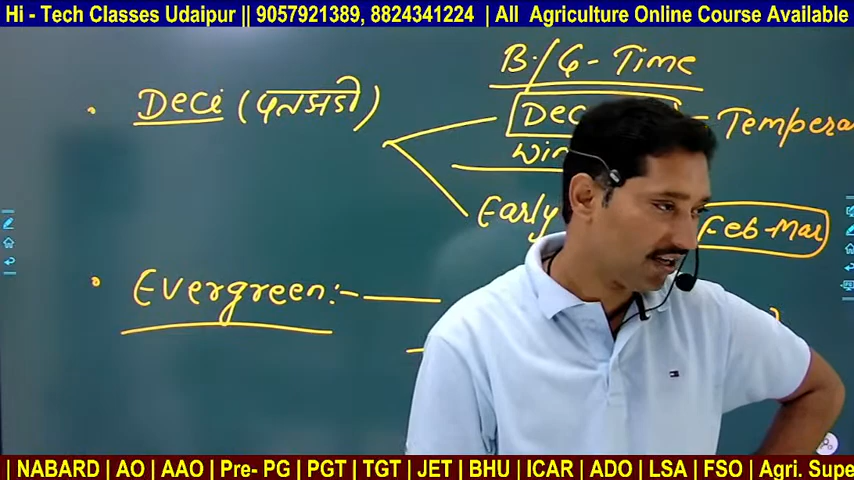 Hi - Tech Classes Udaipur || 9057921389, 8824341224 | All Agriculture Online Course Available
B./G - Time
• Deci (पतझडी)
Dec
Tempera
Win
Early
Feb-Mar
• Evergreen:-
| NABARD | AO | AAO | Pre- PG | PGT | TGT | JET | BHU | ICAR | ADO | LSA | FSO | Agri. Supe